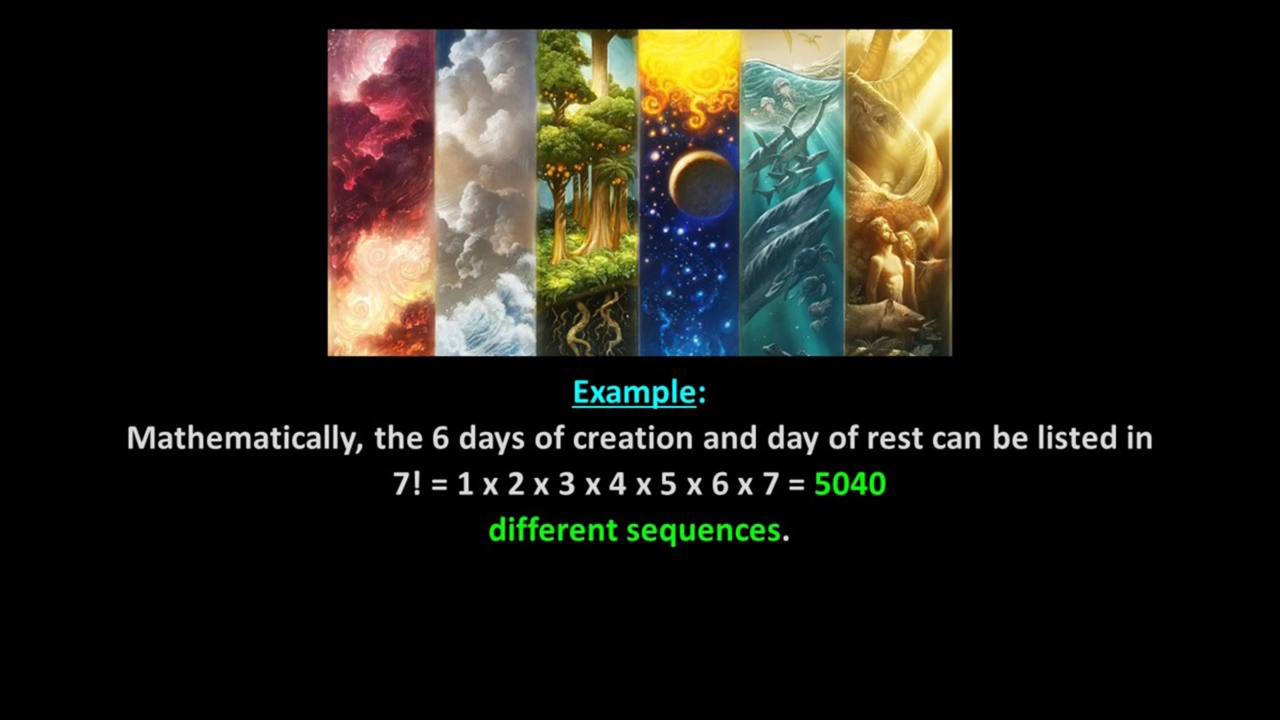 Example:
Mathematically, the 6 days of creation and day of rest can be listed in
7! = 1 x 2 x 3 x 4 x 5 x 6 x 7 = 5040
different sequences.